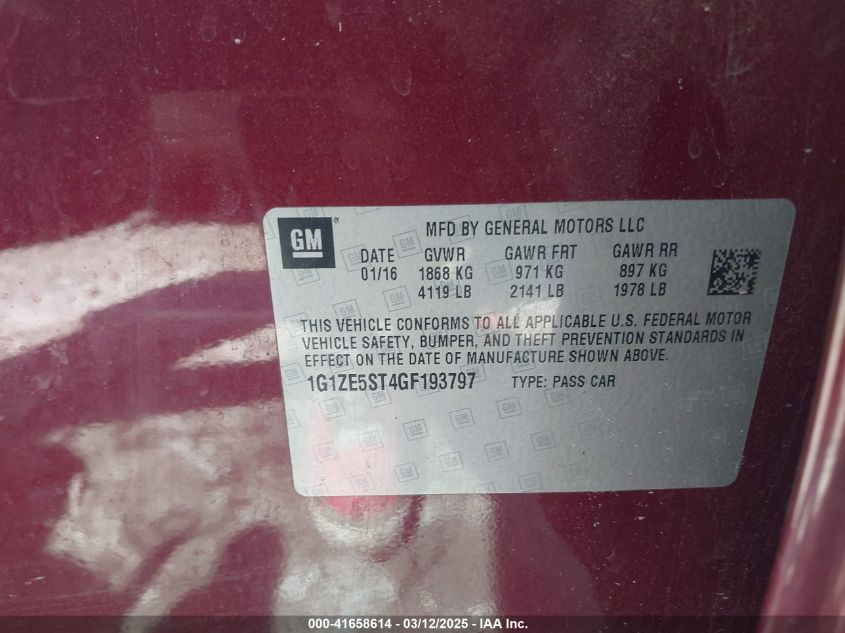 GM
MFD BY GENERAL MOTORS LLC
DATE GVWR GAWR FRT GAWR RR
01/16 1868 KG 971 KG 897 KG
4119 LB 2141 LB 1978 LB
THIS VEHICLE CONFORMS TO ALL APPLICABLE U.S. FEDERAL MOTOR
VEHICLE SAFETY, BUMPER, AND THEFT PREVENTION STANDARDS IN
EFFECT ON THE DATE OF MANUFACTURE SHOWN ABOVE.
1G1ZE5ST4GF193797 TYPE: PASS CAR
000-41658614 - 03/12/2025 - IAA Inc.